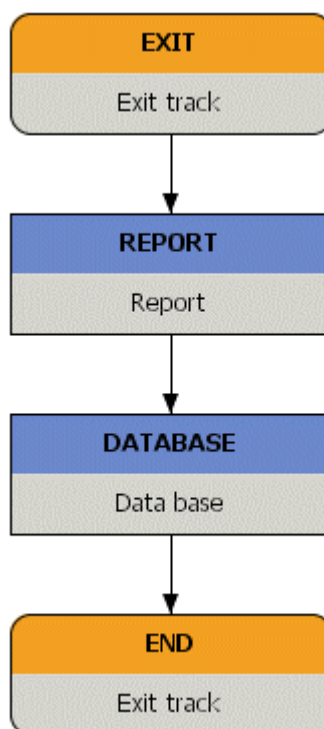 EXIT
Exit track
REPORT
Report
DATABASE
Data base
END
Exit track